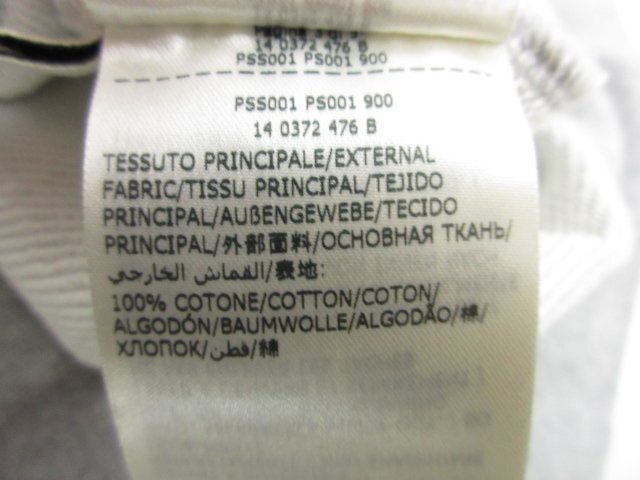 14 0372 476 B
PSS001 PS001 900
PSS001 PS001 900
14 0372 476 B
TESSUTO PRINCIPALE/EXTERNAL
FABRIC/TISSU PRINCIPAL/TEJIDO
PRINCIPAL/AUßENGEWEBE/TECIDO
PRINCIPAL/外部面料/ОСНОВНАЯ ТКАНЬ/
القماش الخارجي/表地:
100% COTONE/COTTON/COTON/
ALGODÓN/BAUMWOLLE/ALGODÃO/棉/
ХЛОПОК/قطن/綿